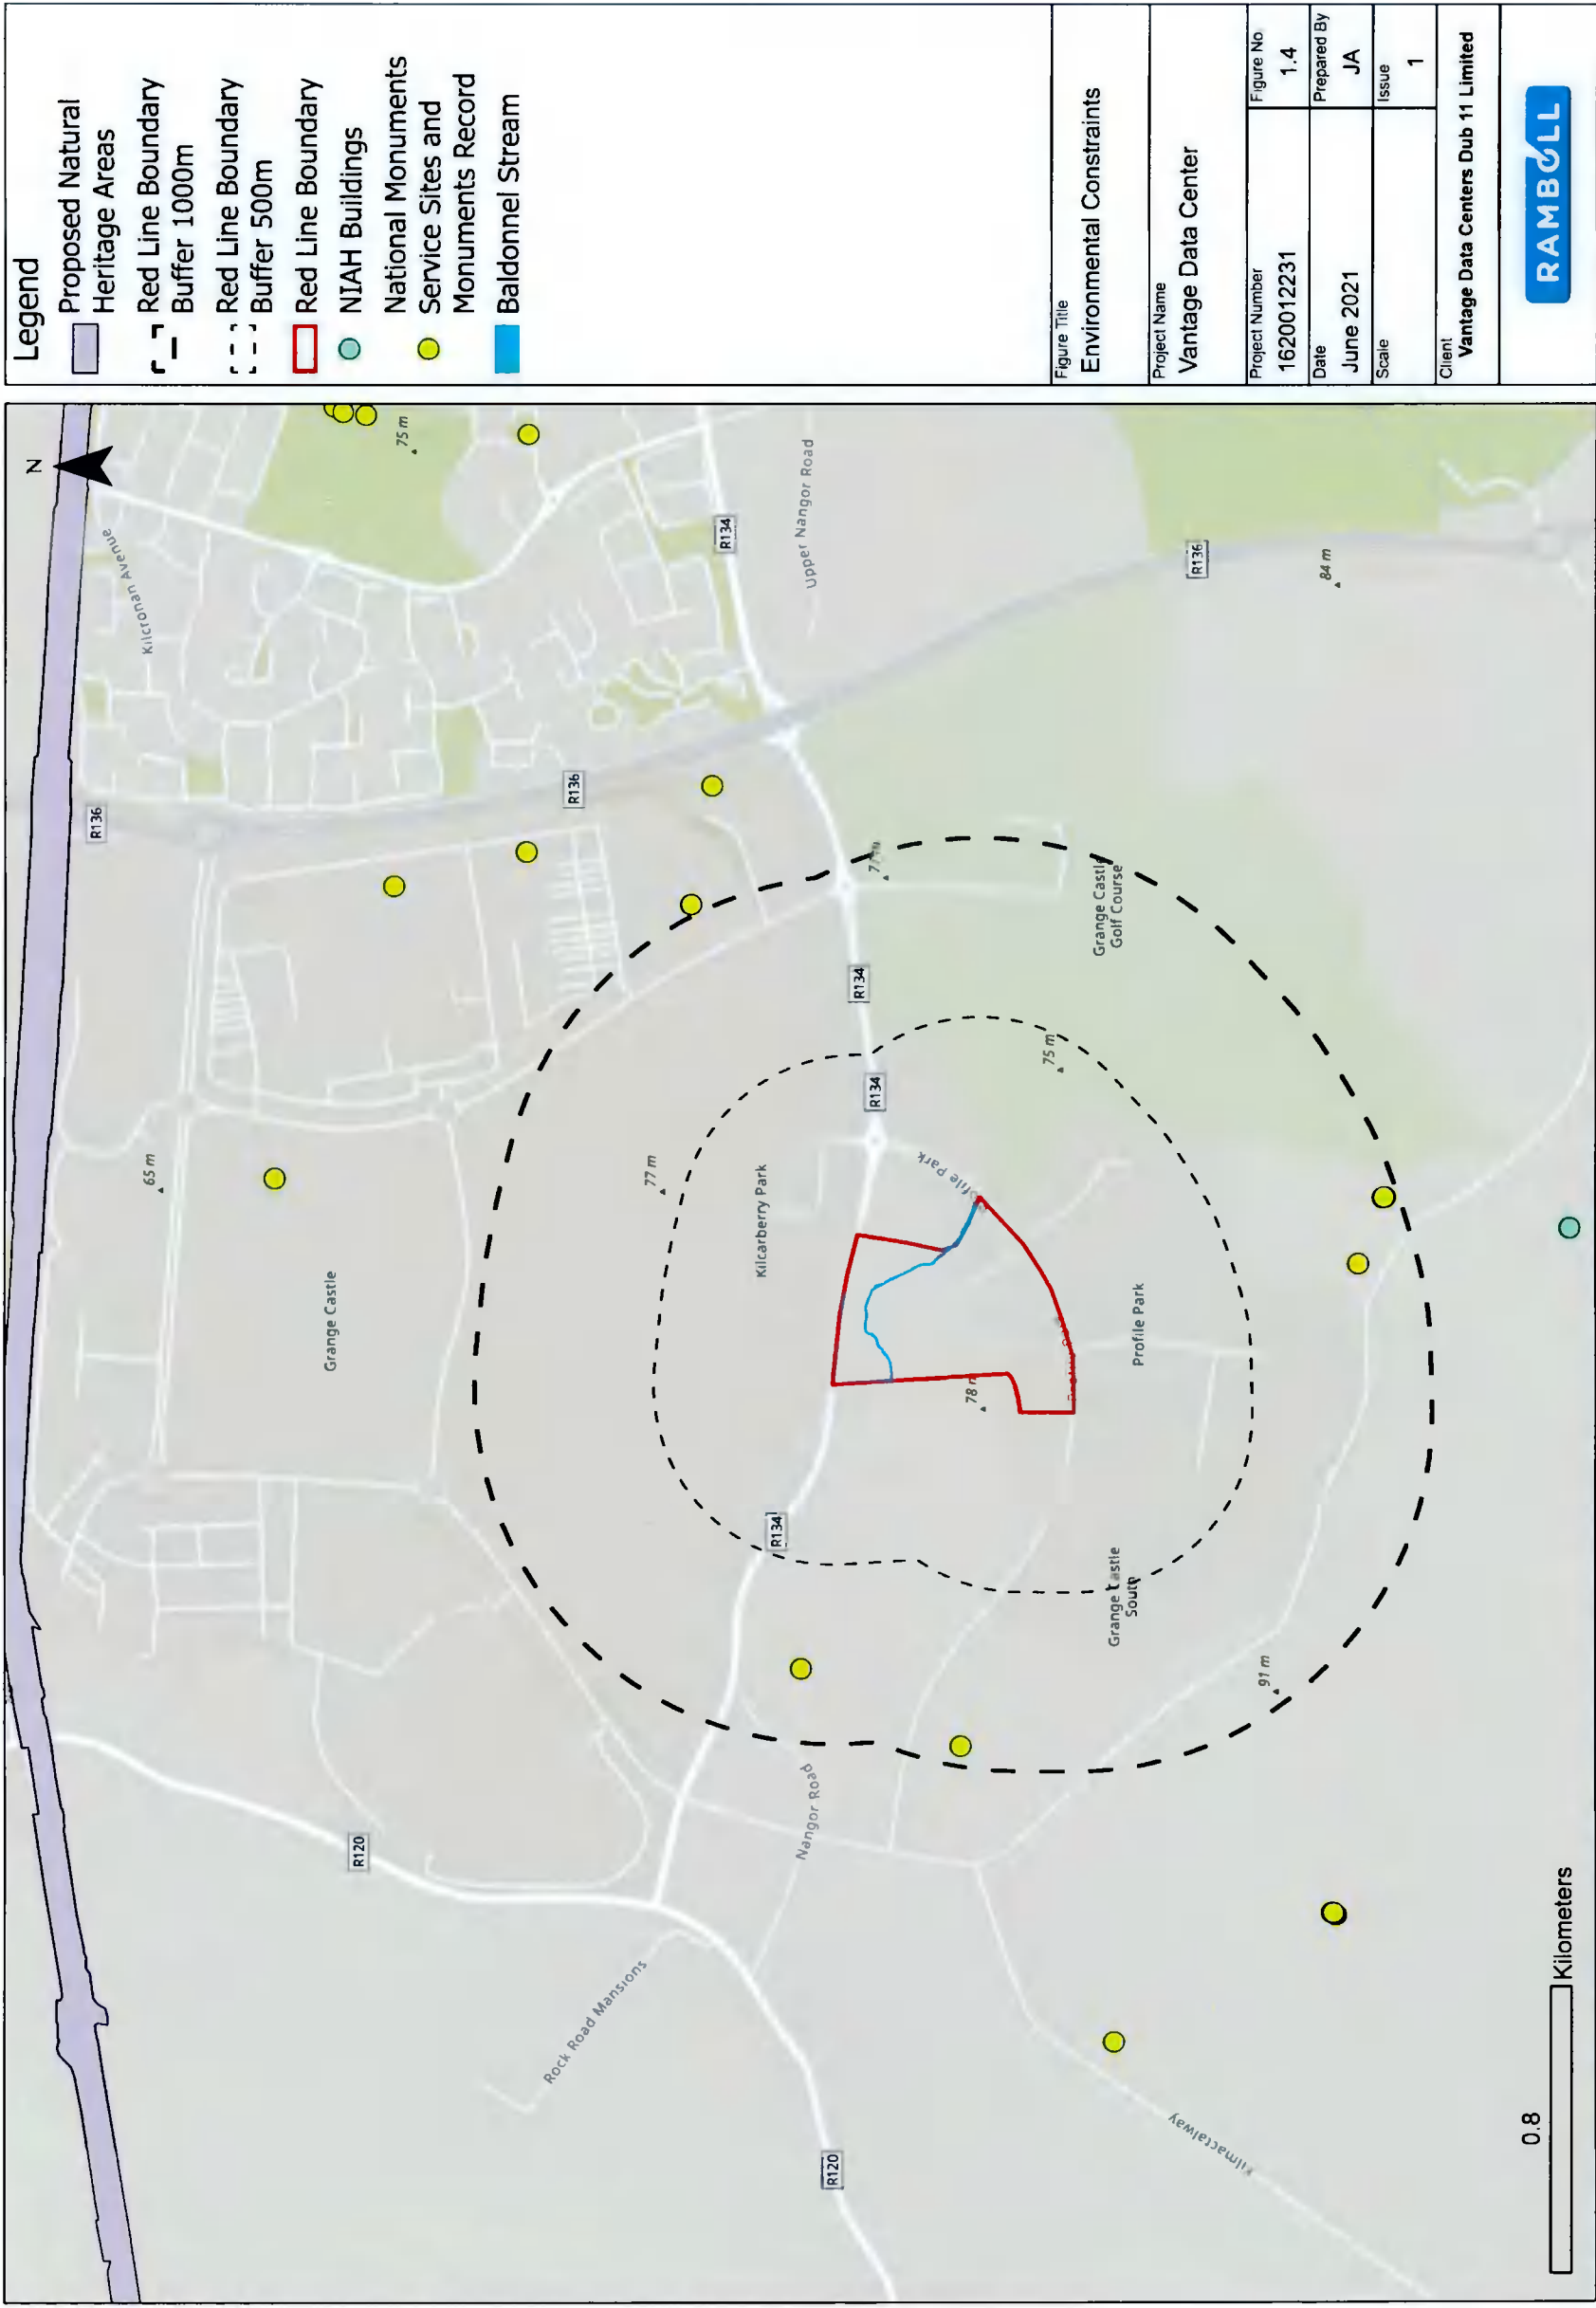 Legend
Proposed Natural
Heritage Areas
Red Line Boundary
Buffer 1000m
Red Line Boundary
Buffer 500m
Red Line Boundary
NIAH Buildings
National Monuments
Service Sites and
Monuments Record
Baldonnel Stream
Figure Title
Environmental Constraints
Project Name
Vantage Data Center
Project Number
1620012231
Figure No.
1.4
Date
June 2021
Prepared By
JA
Scale
Issue
1
Client
Vantage Data Centers Dub 11 Limited
RAMBOLL
N
Kilcronan Avenue
R136
75 m
R136
R134
Upper Nangor Road
R136
84 m
65 m
Grange Castle
77 m
Kilcarberry Park
R134
R134
77 m
Grange Castle
Golf Course
75 m
Profile Park
78 m
Profile Park
R134
Grange Castle
South
91 m
R120
Nangor Road
Rock Road Mansions
R120
Kilmactalway
0.8
Kilometers